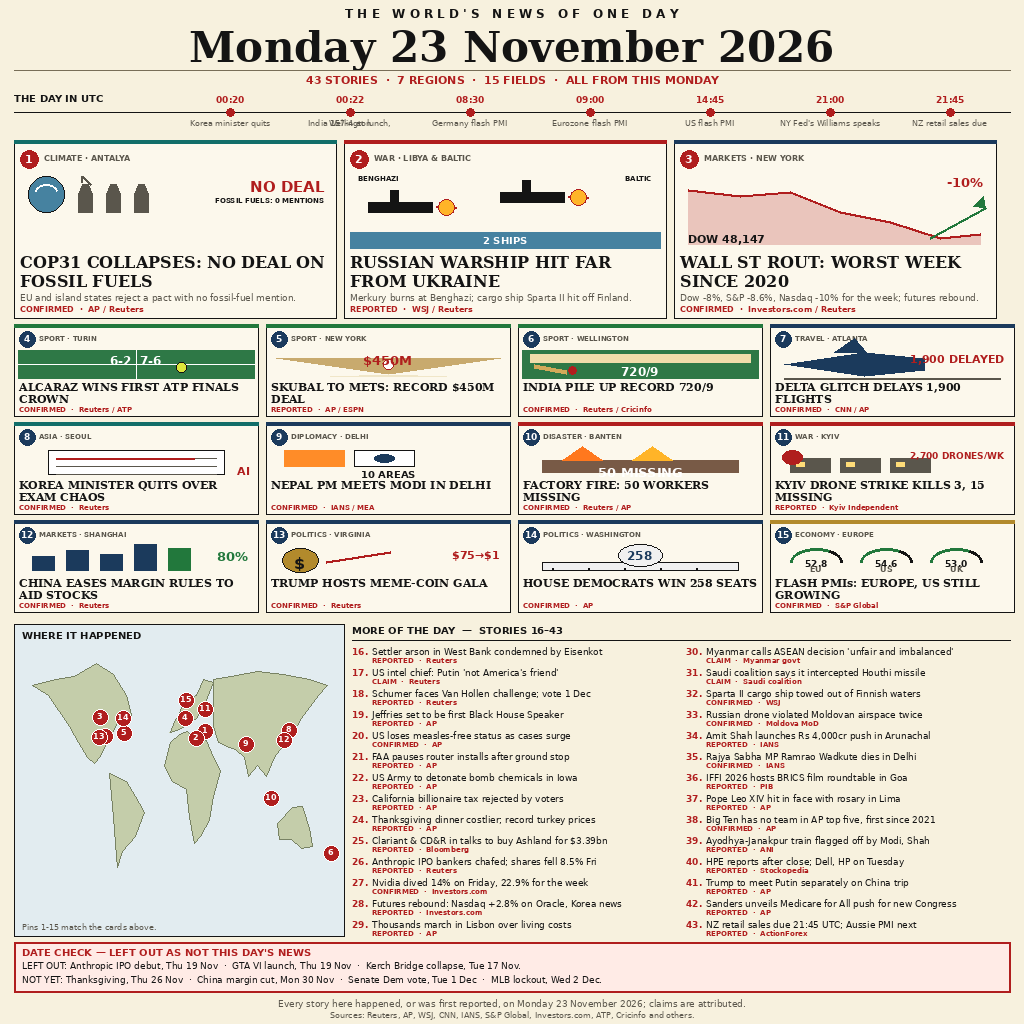 THE WORLD'S NEWS OF ONE DAY
Monday 23 November 2026
43 STORIES · 7 REGIONS · 15 FIELDS · ALL FROM THIS MONDAY
THE DAY IN UTC
00:20
00:22
08:30
09:00
14:45
21:00
21:45
Korea minister quits
India
Germany flash PMI
Eurozone flash PMI
US flash PMI
NY Fed's Williams speaks
NZ retail sales due
1 CLIMATE · ANTALYA
NO DEAL
FOSSIL FUELS: 0 MENTIONS
COP31 COLLAPSES: NO DEAL ON
FOSSIL FUELS
EU and island states reject a pact with no fossil-fuel mention.
CONFIRMED · AP / Reuters
2 WAR · LIBYA & BALTIC
BENGHAZI
BALTIC
2 SHIPS
RUSSIAN WARSHIP HIT FAR
FROM UKRAINE
Merkury burns at Benghazi; cargo ship Sparta II hit off Finland.
REPORTED · WSJ / Reuters
3 MARKETS · NEW YORK
-10%
DOW 48,147
WALL ST ROUT: WORST WEEK
SINCE 2020
Dow -8%, S&P -8.6%, Nasdaq -10% for the week; futures rebound.
CONFIRMED · Investors.com / Reuters
4 SPORT · TURIN
6-2 7-6
ALCARAZ WINS FIRST ATP FINALS
CROWN
CONFIRMED · Reuters / ATP
5 SPORT · NEW YORK
$450M
SKUBAL TO METS: RECORD $450M
DEAL
REPORTED · AP / ESPN
6 SPORT · WELLINGTON
720/9
INDIA PILE UP RECORD 720/9
CONFIRMED · Reuters / Cricinfo
7 TRAVEL · ATLANTA
1,900 DELAYED
DELTA GLITCH DELAYS 1,900
FLIGHTS
CONFIRMED · CNN / AP
8 ASIA · SEOUL
AI
KOREA MINISTER QUITS OVER
EXAM CHAOS
CONFIRMED · Reuters
9 DIPLOMACY · DELHI
10 AREAS
NEPAL PM MEETS MODI IN DELHI
CONFIRMED · IANS / MEA
10 DISASTER · BANTEN
50 MISSING
FACTORY FIRE: 50 WORKERS
MISSING
CONFIRMED · Reuters / AP
11 WAR · KYIV
2,700 DRONES/WK
KYIV DRONE STRIKE KILLS 3, 15
MISSING
REPORTED · Kyiv Independent
12 MARKETS · SHANGHAI
80%
CHINA EASES MARGIN RULES TO
AID STOCKS
CONFIRMED · Reuters
13 POLITICS · VIRGINIA
$
$75→$1
TRUMP HOSTS MEME-COIN GALA
CONFIRMED · Reuters
14 POLITICS · WASHINGTON
258
HOUSE DEMOCRATS WIN 258 SEATS
CONFIRMED · AP
15 ECONOMY · EUROPE
52.8 54.6 53.0
EU US UK
FLASH PMIs: EUROPE, US STILL
GROWING
CONFIRMED · S&P Global
WHERE IT HAPPENED
3
14
13
5
15
11
4
1
2
9
8
12
10
6
Pins 1-15 match the cards above.
MORE OF THE DAY — STORIES 16–43
16. Settler arson in West Bank condemned by Eisenkot
REPORTED · Reuters
17. US intel chief: Putin 'not America's friend'
CLAIM · Reuters
18. Schumer faces Van Hollen challenge; vote 1 Dec
REPORTED · Reuters
19. Jeffries set to be first Black House Speaker
REPORTED · AP
20. US loses measles-free status as cases surge
CONFIRMED · AP
21. FAA pauses router installs after ground stop
REPORTED · AP
22. US Army to detonate bomb chemicals in Iowa
REPORTED · AP
23. California billionaire tax rejected by voters
REPORTED · AP
24. Thanksgiving dinner costlier; record turkey prices
REPORTED · AP
25. Clariant & CD&R in talks to buy Ashland for $3.39bn
REPORTED · Bloomberg
26. Anthropic IPO bankers chafed; shares fell 8.5% Fri
REPORTED · Reuters
27. Nvidia dived 14% on Friday, 22.9% for the week
CONFIRMED · Investors.com
28. Futures rebound: Nasdaq +2.8% on Oracle, Korea news
REPORTED · Investors.com
29. Thousands march in Lisbon over living costs
REPORTED · AP
30. Myanmar calls ASEAN decision 'unfair and imbalanced'
CLAIM · Myanmar govt
31. Saudi coalition says it intercepted Houthi missile
CLAIM · Saudi coalition
32. Sparta II cargo ship towed out of Finnish waters
CONFIRMED · WSJ
33. Russian drone violated Moldovan airspace twice
CONFIRMED · Moldova MoD
34. Amit Shah launches Rs 4,000cr push in Arunachal
REPORTED · IANS
35. Rajya Sabha MP Ramrao Wadkute dies in Delhi
CONFIRMED · IANS
36. IFFI 2026 hosts BRICS film roundtable in Goa
REPORTED · PIB
37. Pope Leo XIV hit in face with rosary in Lima
REPORTED · AP
38. Big Ten has no team in AP top five, first since 2021
CONFIRMED · AP
39. Ayodhya-Janakpur train flagged off by Modi, Shah
REPORTED · ANI
40. HPE reports after close; Dell, HP on Tuesday
REPORTED · Stockopedia
41. Trump to meet Putin separately on China trip
REPORTED · AP
42. Sanders unveils Medicare for All push for new Congress
REPORTED · AP
43. NZ retail sales due 21:45 UTC; Aussie PMI next
REPORTED · ActionForex
DATE CHECK — LEFT OUT AS NOT THIS DAY'S NEWS
LEFT OUT: Anthropic IPO debut, Thu 19 Nov · GTA VI launch, Thu 19 Nov · Kerch Bridge collapse, Tue 17 Nov.
NOT YET: Thanksgiving, Thu 26 Nov · China margin cut, Mon 30 Nov · Senate Dem vote, Tue 1 Dec · MLB lockout, Wed 2 Dec.
Every story here happened, or was first reported, on Monday 23 November 2026; claims are attributed.
Sources: Reuters, AP, WSJ, CNN, IANS, S&P Global, Investors.com, ATP, Cricinfo and others.